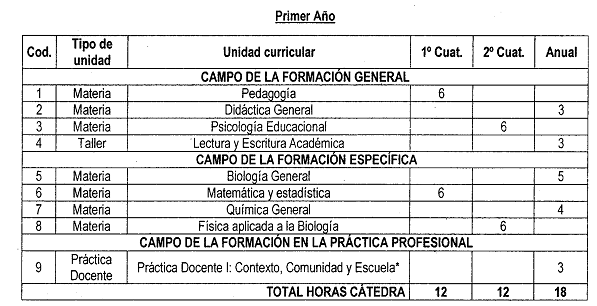 Primer Año
Cod. Tipo de unidad Unidad curricular 1º Cuat. 2º Cuat. Anual
CAMPO DE LA FORMACIÓN GENERAL
1 Materia Pedagogía 6
2 Materia Didáctica General 3
3 Materia Psicología Educacional 6
4 Taller Lectura y Escritura Académica 3
CAMPO DE LA FORMACIÓN ESPECÍFICA
5 Materia Biología General 5
6 Materia Matemática y estadística 6
7 Materia Química General 4
8 Materia Física aplicada a la Biología 6
CAMPO DE LA FORMACIÓN EN LA PRÁCTICA PROFESIONAL
9 Práctica Docente Práctica Docente I: Contexto, Comunidad y Escuela* 3
TOTAL HORAS CÁTEDRA 12 12 18